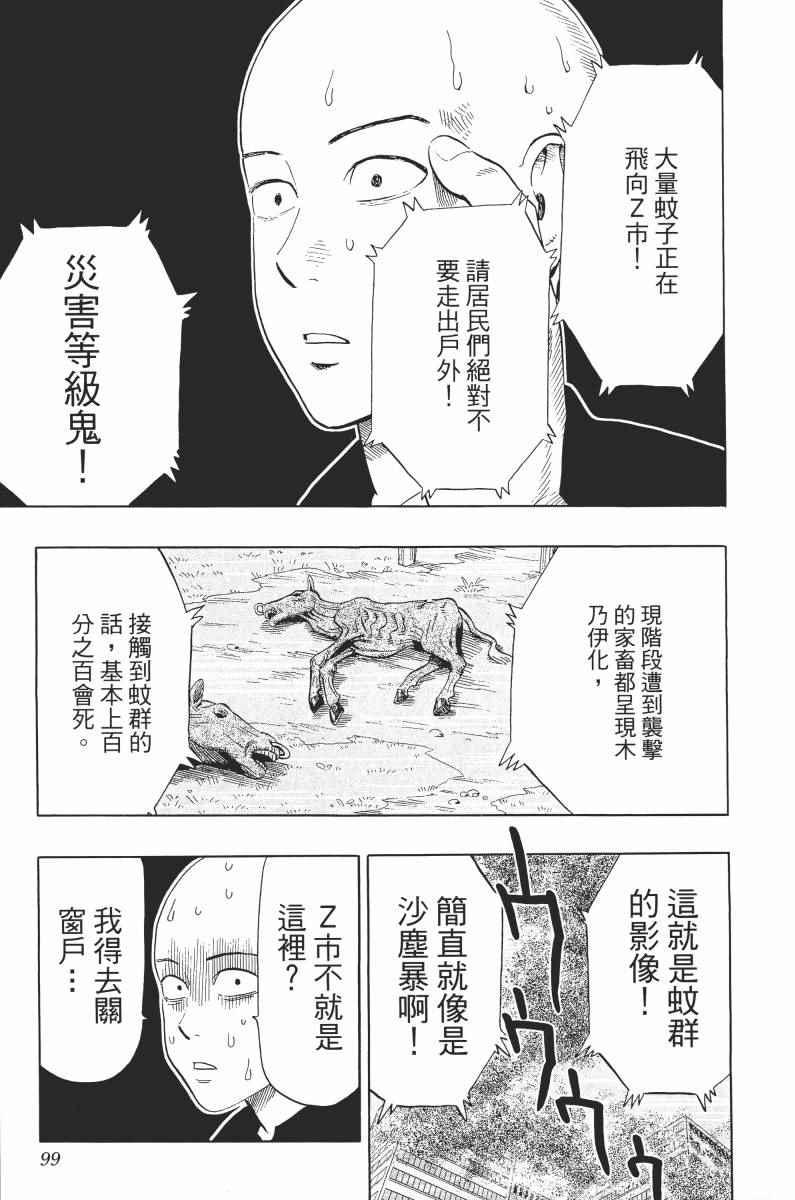 大量蚊子正在
飛向Z市！
請居民們絕對不
要走出戶外！
災害等級鬼！
現階段遭到襲擊
的家畜都呈現木
乃伊化，
接觸到蚊群的
話，基本上百
分之百會死。
這就是蚊群
的影像！
簡直就像是
沙塵暴啊！
Z市不就是
這裡？
我得去關
窗戶…
99